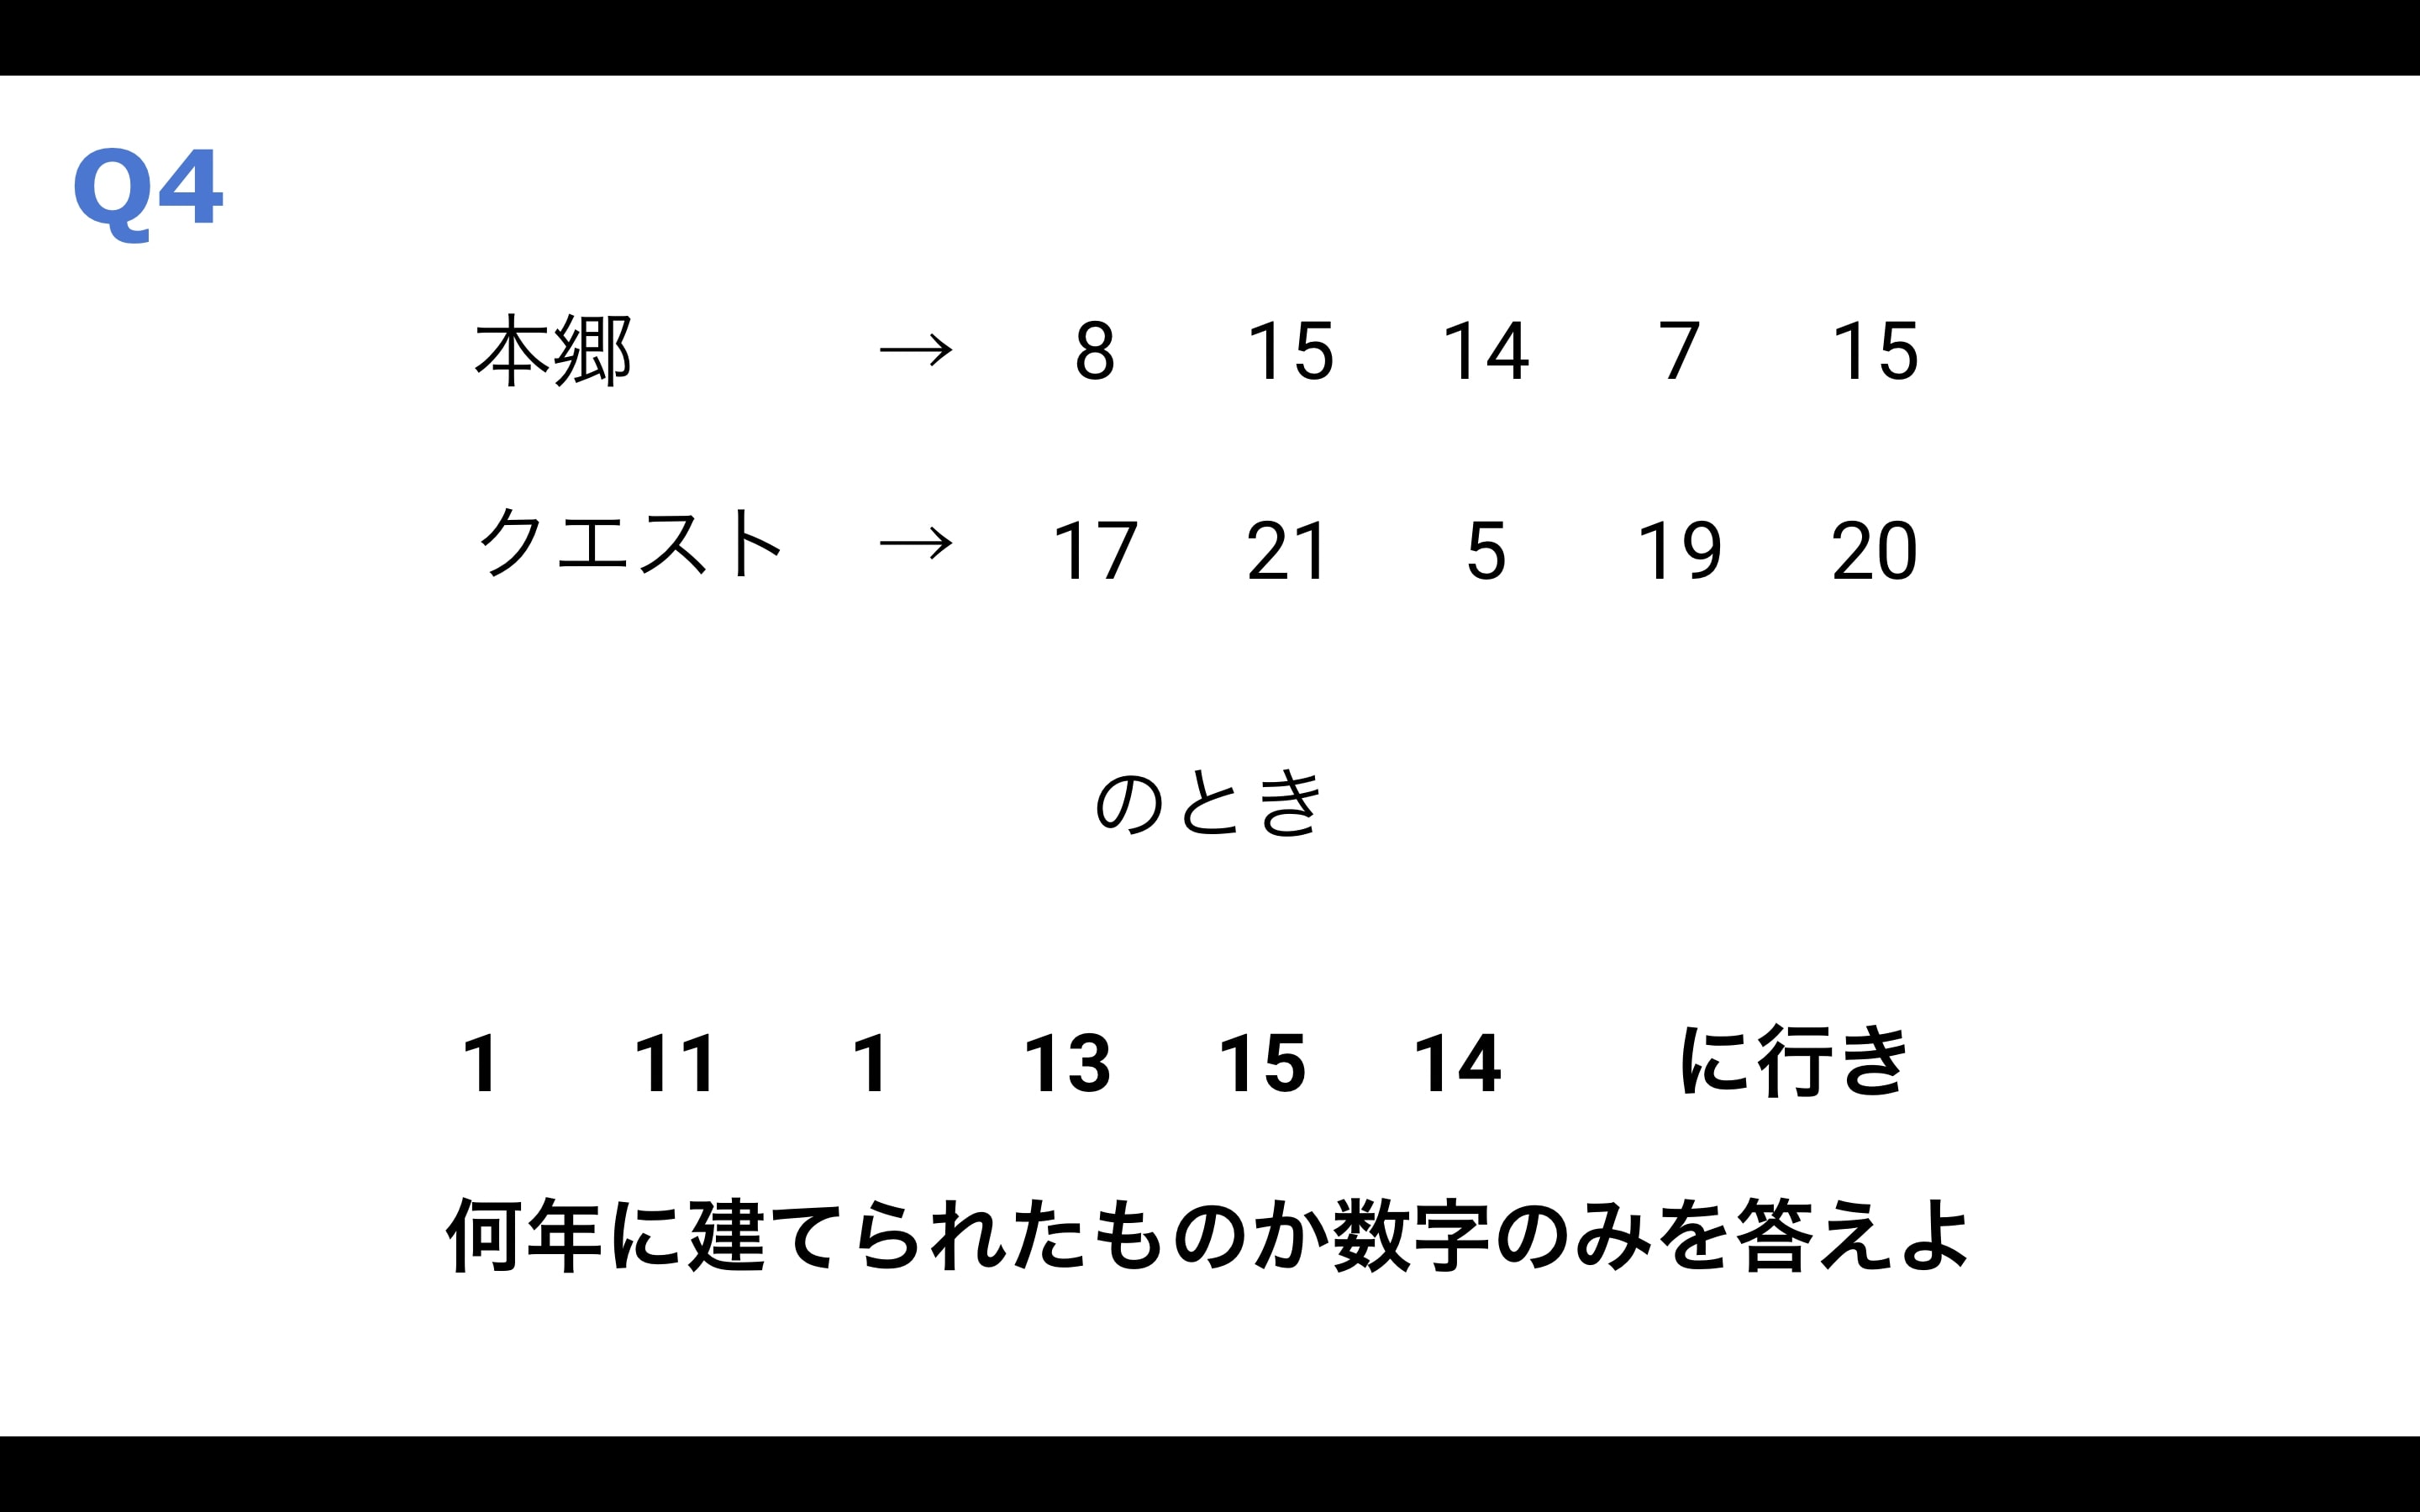 Q4
本郷 → 8 15 14 7 15
クエスト → 17 21 5 19 20
のとき
1 11 1 13 15 14 に行き
何年に建てられたものか数字のみを答えよ